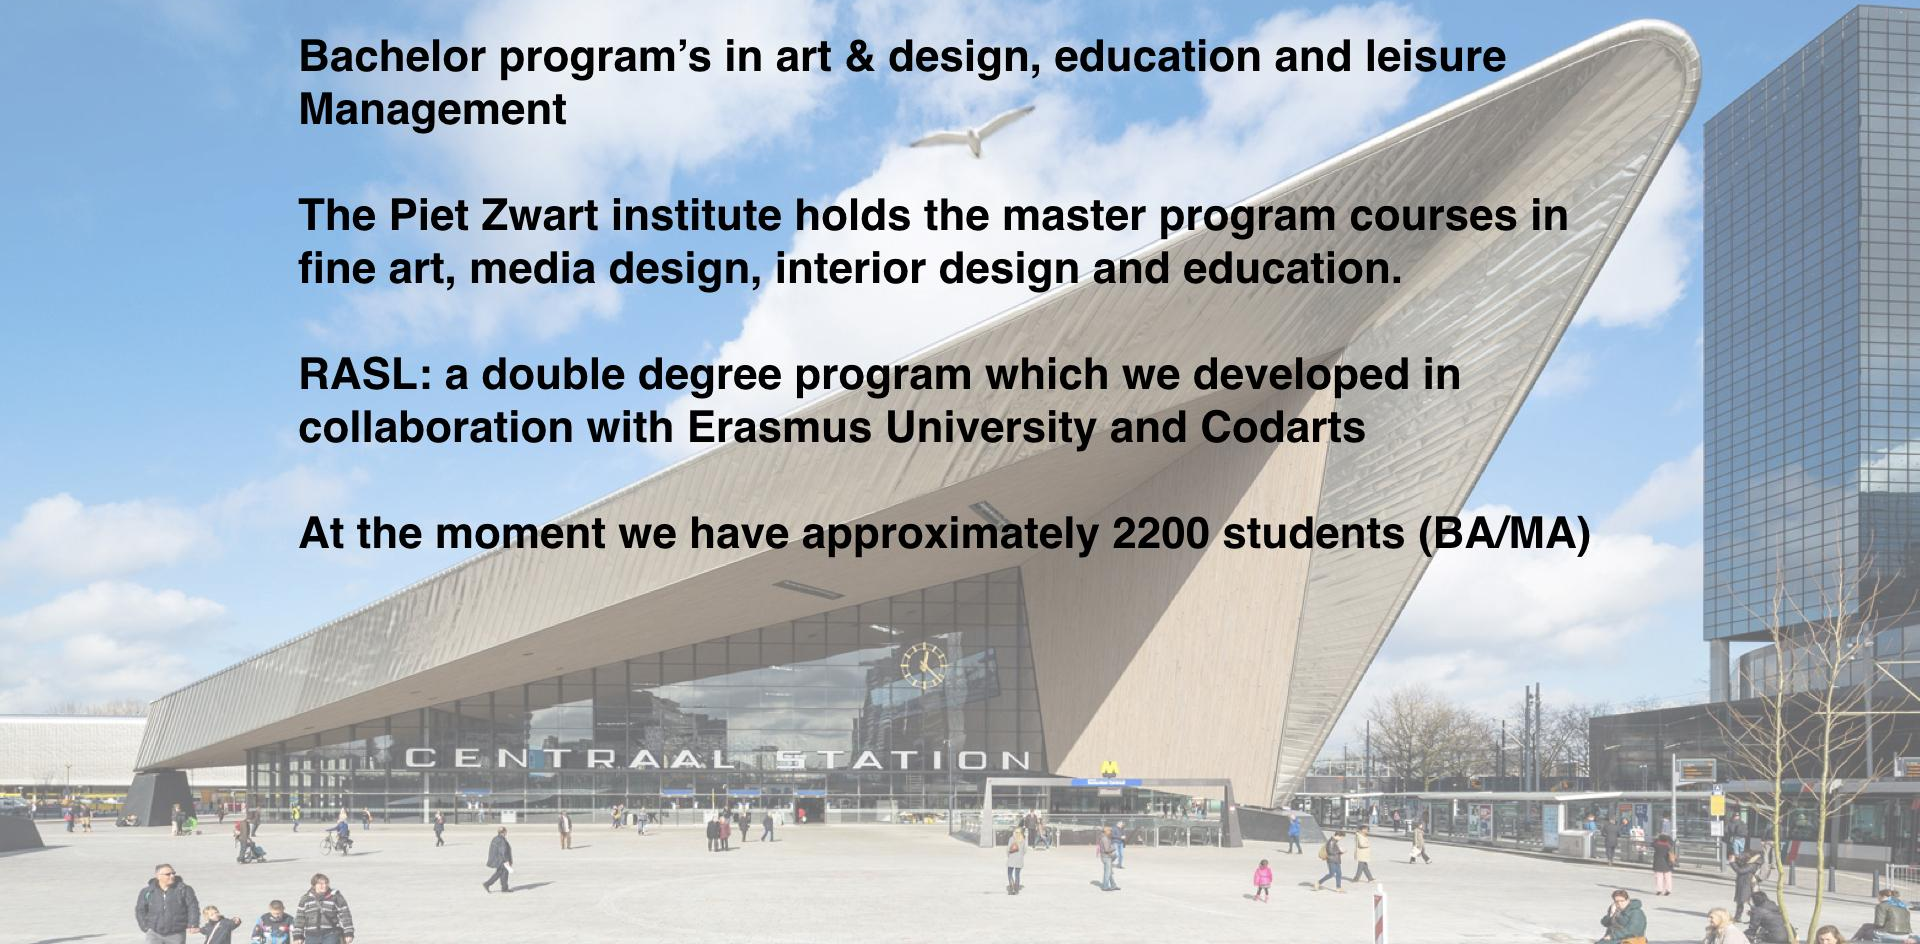 Bachelor program’s in art & design, education and leisure
Management
The Piet Zwart institute holds the master program courses in
fine art, media design, interior design and education.
RASL: a double degree program which we developed in
collaboration with Erasmus University and Codarts
At the moment we have approximately 2200 students (BA/MA)
CENTRAAL STATION
M